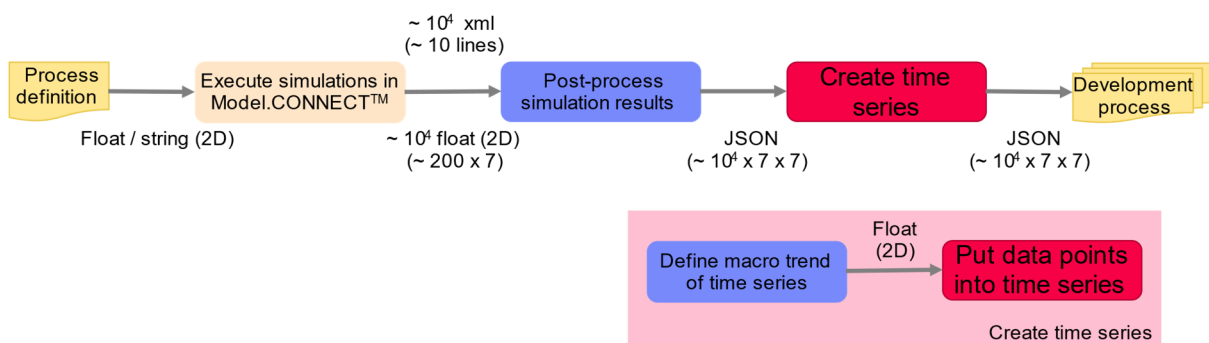 ~ 10⁴ xml
(~ 10 lines)
Process
definition
Execute simulations in
Model.CONNECT™
Post-process
simulation results
Create time
series
Development
process
Float / string (2D)
~ 10⁴ float (2D)
(~ 200 x 7)
JSON
(~ 10⁴ x 7 x 7)
JSON
(~ 10⁴ x 7 x 7)
Define macro trend
of time series
Float
(2D)
Put data points
into time series
Create time series